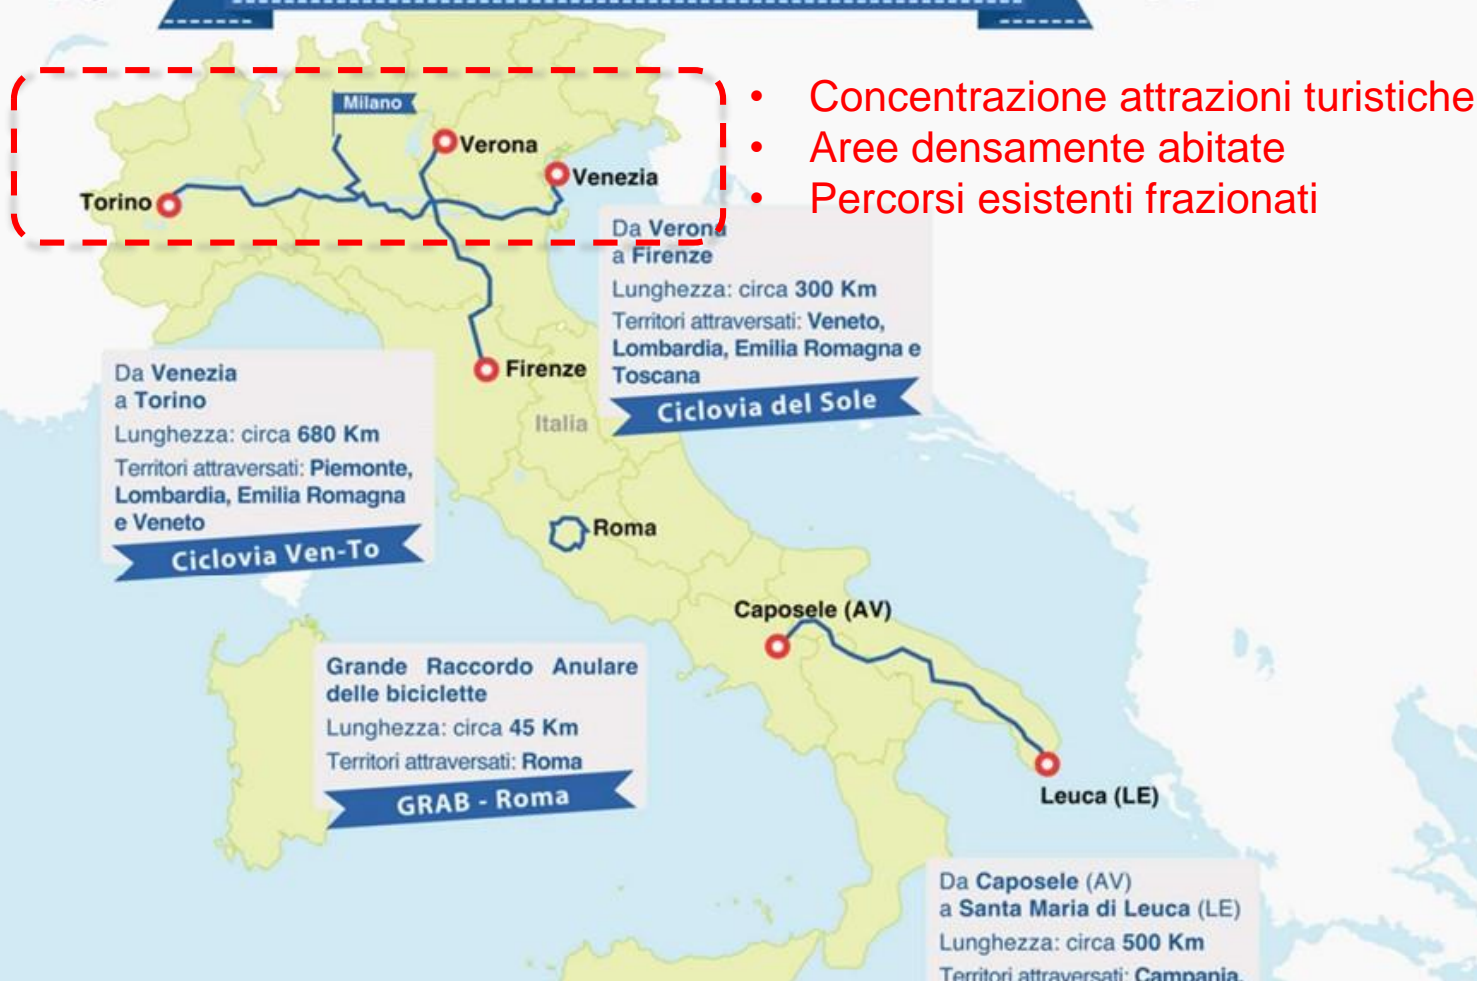 • Concentrazione attrazioni turistiche
• Aree densamente abitate
• Percorsi esistenti frazionati
Milano
Verona
Venezia
Torino
Da Verona
a Firenze
Lunghezza: circa 300 Km
Territori attraversati: Veneto,
Lombardia, Emilia Romagna e
Toscana
Ciclovia del Sole
Firenze
Italia
Da Venezia
a Torino
Lunghezza: circa 680 Km
Territori attraversati: Piemonte,
Lombardia, Emilia Romagna
e Veneto
Ciclovia Ven-To
Roma
Caposele (AV)
Grande Raccordo Anulare
delle biciclette
Lunghezza: circa 45 Km
Territori attraversati: Roma
GRAB - Roma
Leuca (LE)
Da Caposele (AV)
a Santa Maria di Leuca (LE)
Lunghezza: circa 500 Km
Territori attraversati: Campania,